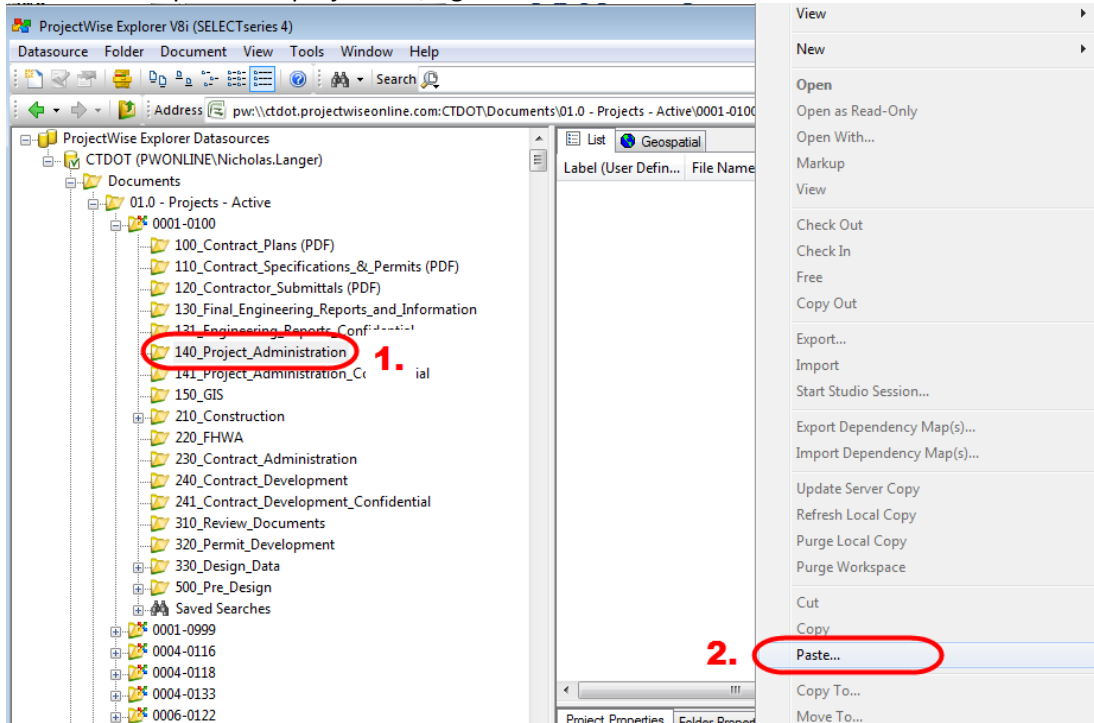 ProjectWise Explorer V8i (SELECTseries 4)
Datasource Folder Document View Tools Window Help
Search
Address pw:\\ctdot.projectwiseonline.com:CTDOT\Documents\01.0 - Projects - Active\0001-0100
ProjectWise Explorer Datasources
CTDOT (PWONLINE\Nicholas.Langer)
Documents
01.0 - Projects - Active
0001-0100
100_Contract_Plans (PDF)
110_Contract_Specifications_&_Permits (PDF)
120_Contractor_Submittals (PDF)
130_Final_Engineering_Reports_and_Information
131_Engineering_Reports_Confidential
140_Project_Administration
1.
141_Project_Administration_Co ial
150_GIS
210_Construction
220_FHWA
230_Contract_Administration
240_Contract_Development
241_Contract_Development_Confidential
310_Review_Documents
320_Permit_Development
330_Design_Data
500_Pre_Design
Saved Searches
0001-0999
0004-0116
0004-0118
0004-0133
0006-0122
List Geospatial
Label (User Defin... File Name
Project Properties Folder Propert
View
New
Open
Open as Read-Only
Open With...
Markup
View
Check Out
Check In
Free
Copy Out
Export...
Import
Start Studio Session...
Export Dependency Map(s)...
Import Dependency Map(s)...
Update Server Copy
Refresh Local Copy
Purge Local Copy
Purge Workspace
Cut
Copy
2.
Paste...
Copy To...
Move To...